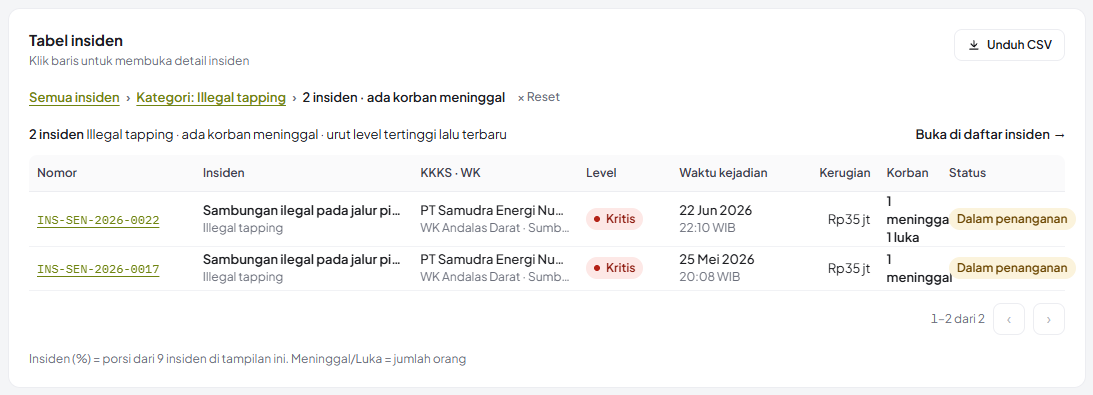 Tabel insiden
Unduh CSV
Klik baris untuk membuka detail insiden
Semua insiden › Kategori: Illegal tapping › 2 insiden · ada korban meninggal × Reset
2 insiden Illegal tapping · ada korban meninggal · urut level tertinggi lalu terbaru
Buka di daftar insiden →
Nomor Insiden KKKS · WK Level Waktu kejadian Kerugian Korban Status
INS-SEN-2026-0022
Sambungan ilegal pada jalur pi...
Illegal tapping
PT Samudra Energi Nu...
WK Andalas Darat · Sumb...
Kritis
22 Jun 2026
22:10 WIB
Rp35 jt
1
meningga
1 luka
Dalam penanganan
INS-SEN-2026-0017
Sambungan ilegal pada jalur pi...
Illegal tapping
PT Samudra Energi Nu...
WK Andalas Darat · Sumb...
Kritis
25 Mei 2026
20:08 WIB
Rp35 jt
1
meninggal
Dalam penanganan
1–2 dari 2 ‹ ›
Insiden (%) = porsi dari 9 insiden di tampilan ini. Meninggal/Luka = jumlah orang